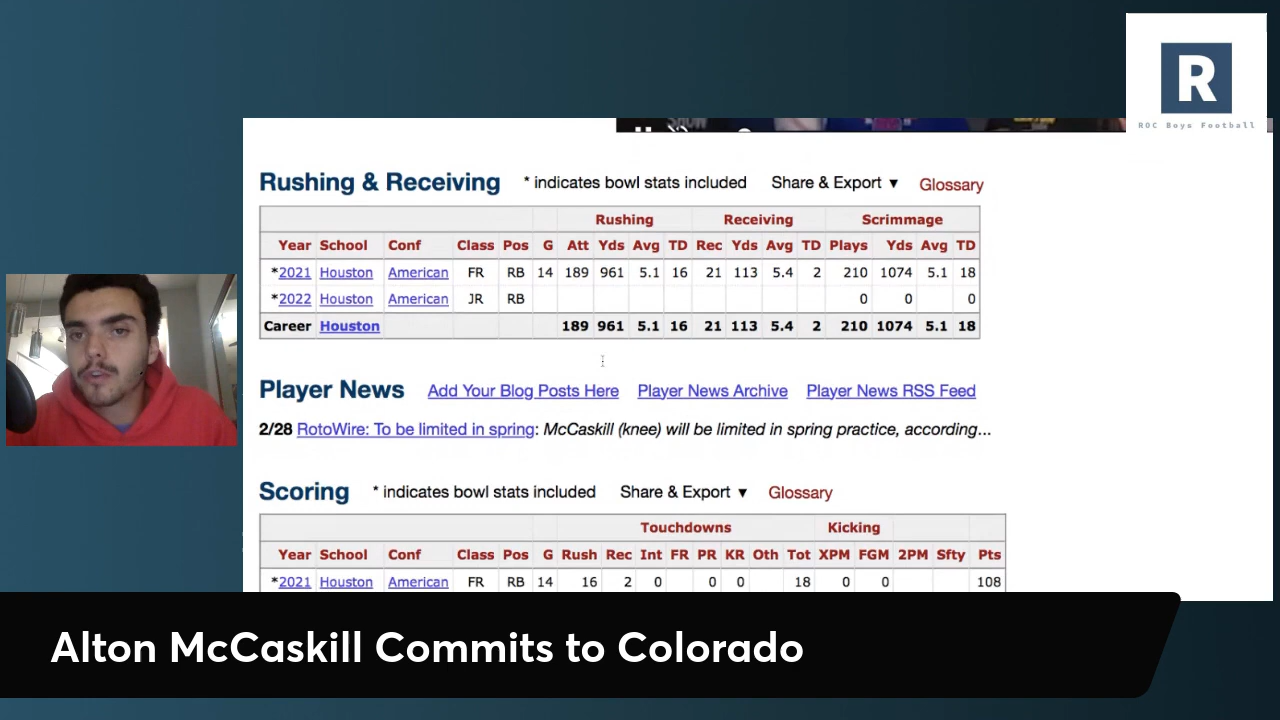 R
ROC Boys Football
Rushing & Receiving * indicates bowl stats included Share & Export ▼ Glossary
Rushing Receiving Scrimmage
Year School Conf Class Pos G Att Yds Avg TD Rec Yds Avg TD Plays Yds Avg TD
*2021 Houston American FR RB 14 189 961 5.1 16 21 113 5.4 2 210 1074 5.1 18
*2022 Houston American JR RB 0 0 0
Career Houston 189 961 5.1 16 21 113 5.4 2 210 1074 5.1 18
Player News Add Your Blog Posts Here Player News Archive Player News RSS Feed
2/28 RotoWire: To be limited in spring: McCaskill (knee) will be limited in spring practice, according...
Scoring * indicates bowl stats included Share & Export ▼ Glossary
Touchdowns Kicking
Year School Conf Class Pos G Rush Rec Int FR PR KR Oth Tot XPM FGM 2PM Sfty Pts
*2021 Houston American FR RB 14 16 2 0 0 0 18 0 0 108
Alton McCaskill Commits to Colorado